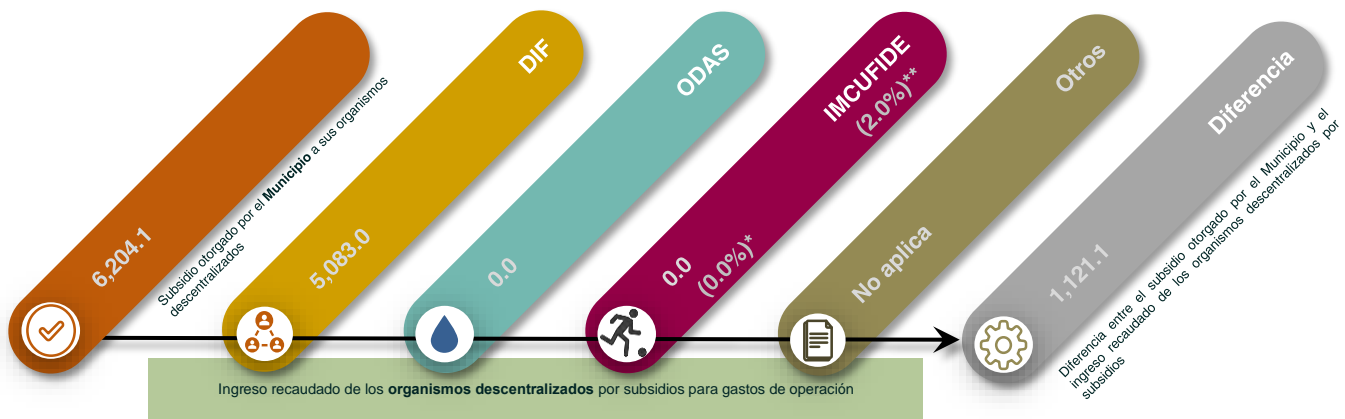 6,204.1
Subsidio otorgado por el Municipio a sus organismos
descentralizados
DIF
5,083.0
ODAS
0.0
IMCUFIDE
(2.0%)**
0.0
(0.0%)*
Otros
No aplica
Diferencia
1,121.1
Diferencia entre el subsidio otorgado por el Municipio y el
ingreso recaudado de los organismos descentralizados por
subsidios
Ingreso recaudado de los organismos descentralizados por subsidios para gastos de operación